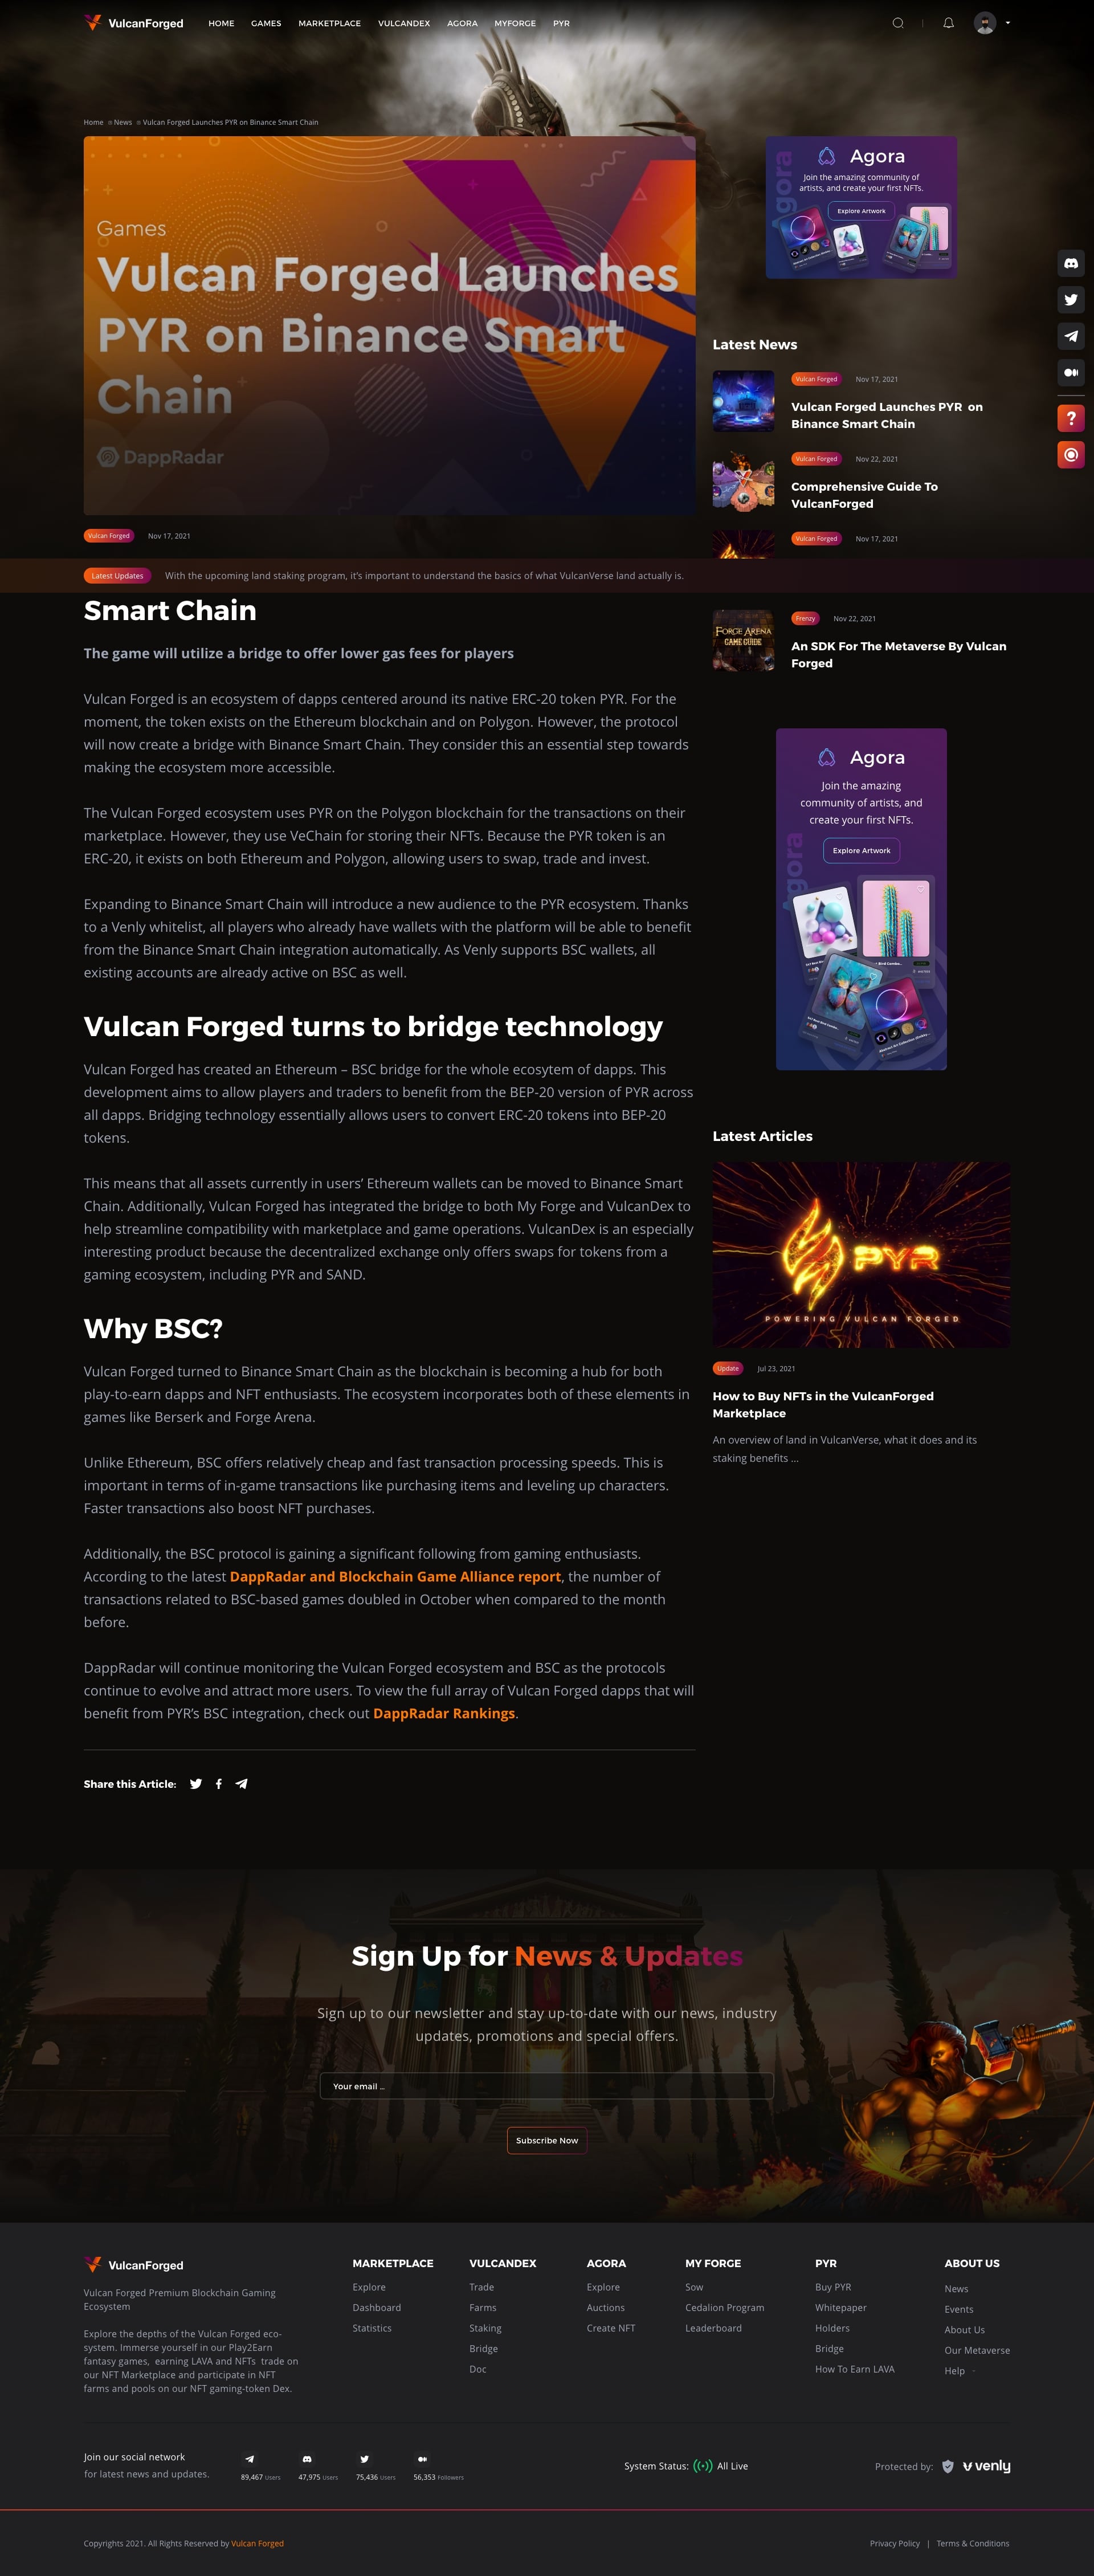 VulcanForged
HOME GAMES MARKETPLACE VULCANDEX AGORA MYFORGE PYR
Home News Vulcan Forged Launches PYR on Binance Smart Chain
Games
Vulcan Forged Launches
PYR on Binance Smart
Chain
DappRadar
Vulcan Forged Nov 17, 2021
Agora
Agora
Join the amazing community of
artists, and create your first NFTs.
Explore Artwork
Latest News
Vulcan Forged Nov 17, 2021
Vulcan Forged Launches PYR on
Binance Smart Chain
Vulcan Forged Nov 22, 2021
Comprehensive Guide To
VulcanForged
Vulcan Forged Nov 17, 2021
Latest Updates With the upcoming land staking program, it's important to understand the basics of what VulcanVerse land actually is.
FORGE ARENA
GAME GUIDE
Frenzy Nov 22, 2021
An SDK For The Metaverse By Vulcan
Forged
Smart Chain
The game will utilize a bridge to offer lower gas fees for players
Vulcan Forged is an ecosystem of dapps centered around its native ERC-20 token PYR. For the
moment, the token exists on the Ethereum blockchain and on Polygon. However, the protocol
will now create a bridge with Binance Smart Chain. They consider this an essential step towards
making the ecosystem more accessible.
The Vulcan Forged ecosystem uses PYR on the Polygon blockchain for the transactions on their
marketplace. However, they use VeChain for storing their NFTs. Because the PYR token is an
ERC-20, it exists on both Ethereum and Polygon, allowing users to swap, trade and invest.
Expanding to Binance Smart Chain will introduce a new audience to the PYR ecosystem. Thanks
to a Venly whitelist, all players who already have wallets with the platform will be able to benefit
from the Binance Smart Chain integration automatically. As Venly supports BSC wallets, all
existing accounts are already active on BSC as well.
Vulcan Forged turns to bridge technology
Vulcan Forged has created an Ethereum – BSC bridge for the whole ecosytem of dapps. This
development aims to allow players and traders to benefit from the BEP-20 version of PYR across
all dapps. Bridging technology essentially allows users to convert ERC-20 tokens into BEP-20
tokens.
This means that all assets currently in users’ Ethereum wallets can be moved to Binance Smart
Chain. Additionally, Vulcan Forged has integrated the bridge to both My Forge and VulcanDex to
help streamline compatibility with marketplace and game operations. VulcanDex is an especially
interesting product because the decentralized exchange only offers swaps for tokens from a
gaming ecosystem, including PYR and SAND.
Why BSC?
Vulcan Forged turned to Binance Smart Chain as the blockchain is becoming a hub for both
play-to-earn dapps and NFT enthusiasts. The ecosystem incorporates both of these elements in
games like Berserk and Forge Arena.
Unlike Ethereum, BSC offers relatively cheap and fast transaction processing speeds. This is
important in terms of in-game transactions like purchasing items and leveling up characters.
Faster transactions also boost NFT purchases.
Additionally, the BSC protocol is gaining a significant following from gaming enthusiasts.
According to the latest DappRadar and Blockchain Game Alliance report, the number of
transactions related to BSC-based games doubled in October when compared to the month
before.
DappRadar will continue monitoring the Vulcan Forged ecosystem and BSC as the protocols
continue to evolve and attract more users. To view the full array of Vulcan Forged dapps that will
benefit from PYR’s BSC integration, check out DappRadar Rankings.
Share this Article:
Agora
Agora
Join the amazing
community of artists, and
create your first NFTs.
Explore Artwork
Latest Articles
PYR
POWERING VULCAN FORGED
Update Jul 23, 2021
How to Buy NFTs in the VulcanForged
Marketplace
An overview of land in VulcanVerse, what it does and its
staking benefits ...
Sign Up for News & Updates
Sign up to our newsletter and stay up-to-date with our news, industry
updates, promotions and special offers.
Your email ...
Subscribe Now
VulcanForged
Vulcan Forged Premium Blockchain Gaming
Ecosystem
Explore the depths of the Vulcan Forged eco-
system. Immerse yourself in our Play2Earn
fantasy games, earning LAVA and NFTs trade on
our NFT Marketplace and participate in NFT
farms and pools on our NFT gaming-token Dex.
MARKETPLACE
Explore
Dashboard
Statistics
VULCANDEX
Trade
Farms
Staking
Bridge
Doc
AGORA
Explore
Auctions
Create NFT
MY FORGE
Sow
Cedalion Program
Leaderboard
PYR
Buy PYR
Whitepaper
Holders
Bridge
How To Earn LAVA
ABOUT US
News
Events
About Us
Our Metaverse
Help
Join our social network
for latest news and updates.
89,467 Users 47,975 Users 75,436 Users 56,353 Followers
System Status: All Live
Protected by: venly
Copyrights 2021. All Rights Reserved by Vulcan Forged
Privacy Policy | Terms & Conditions